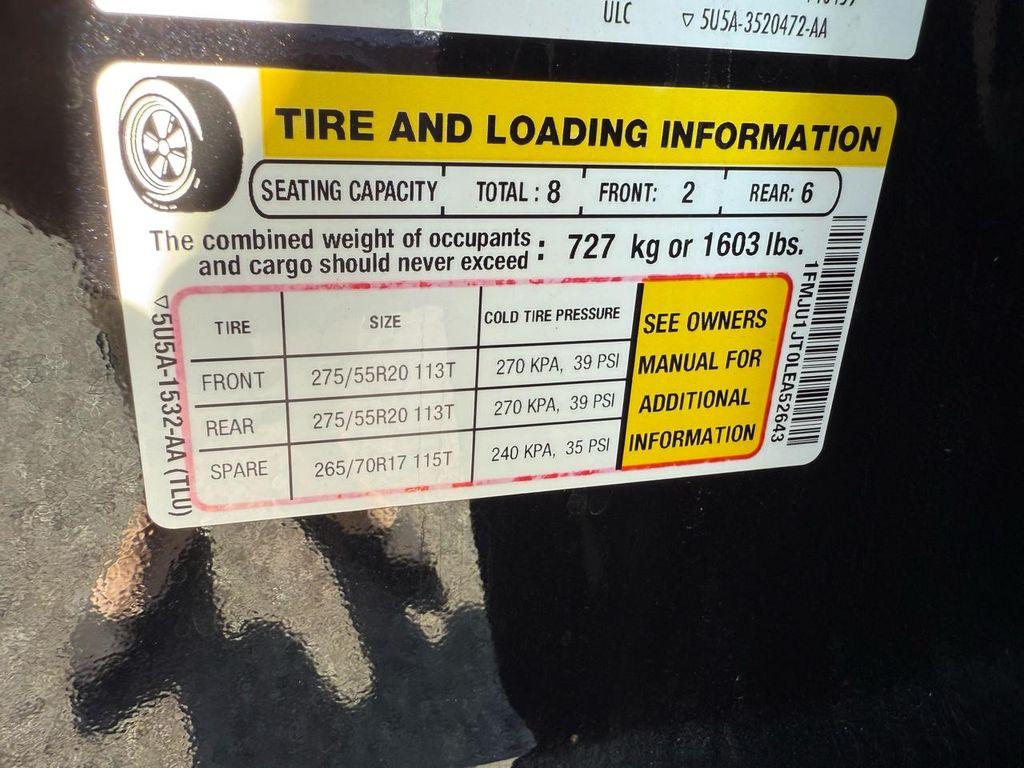 ULC ▽ 5U5A-3520472-AA
TIRE AND LOADING INFORMATION
SEATING CAPACITY TOTAL : 8 FRONT: 2 REAR: 6
The combined weight of occupants
and cargo should never exceed : 727 kg or 1603 lbs.
TIRE SIZE COLD TIRE PRESSURE
FRONT 275/55R20 113T 270 KPA, 39 PSI
REAR 275/55R20 113T 270 KPA, 39 PSI
SPARE 265/70R17 115T 240 KPA, 35 PSI
SEE OWNERS
MANUAL FOR
ADDITIONAL
INFORMATION
▽5U5A-1532-AA (TLU)
1FMJU1JT0LEA52643